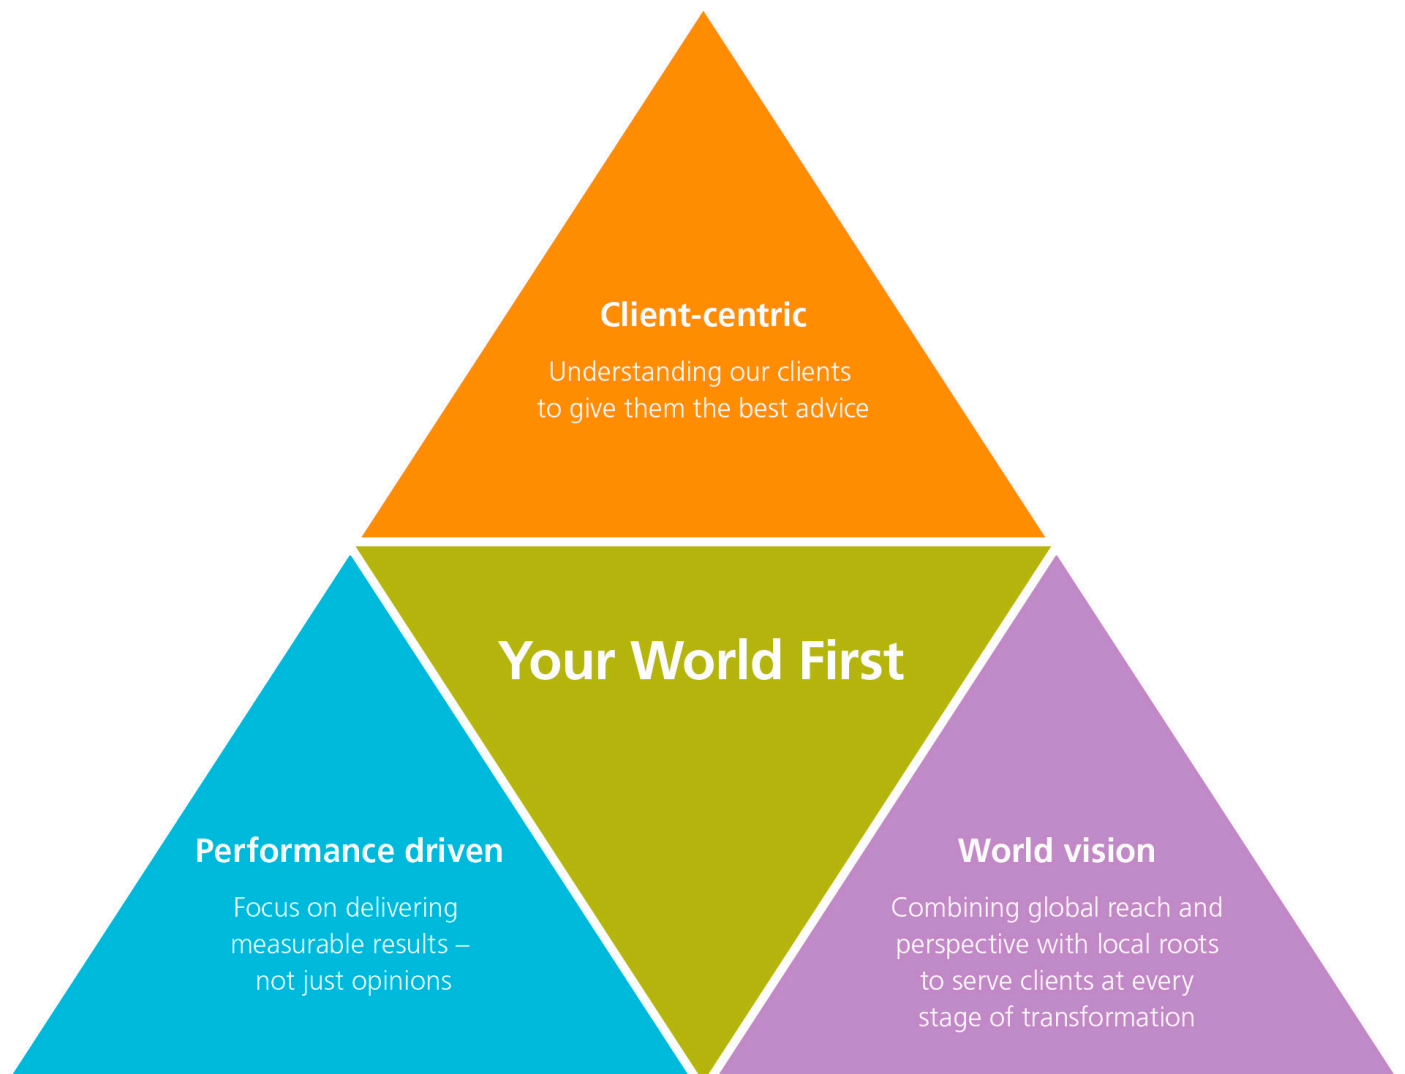 Client-centric
Understanding our clients
to give them the best advice
Your World First
Performance driven
Focus on delivering
measurable results –
not just opinions
World vision
Combining global reach and
perspective with local roots
to serve clients at every
stage of transformation